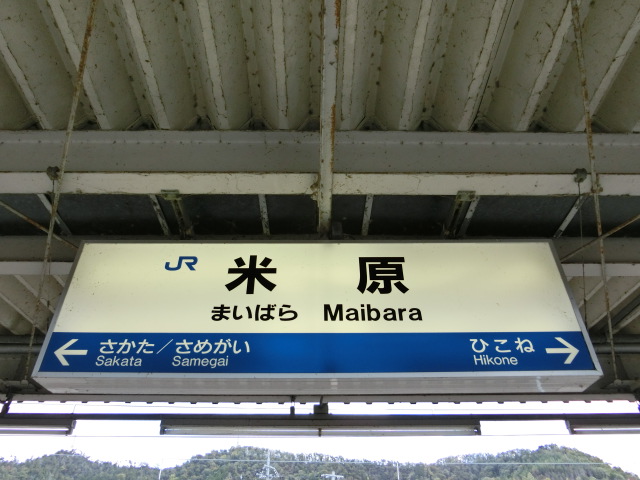 JR 米原
まいばら Maibara
← さかた／さめがい ひこね →
Sakata Samegai Hikone